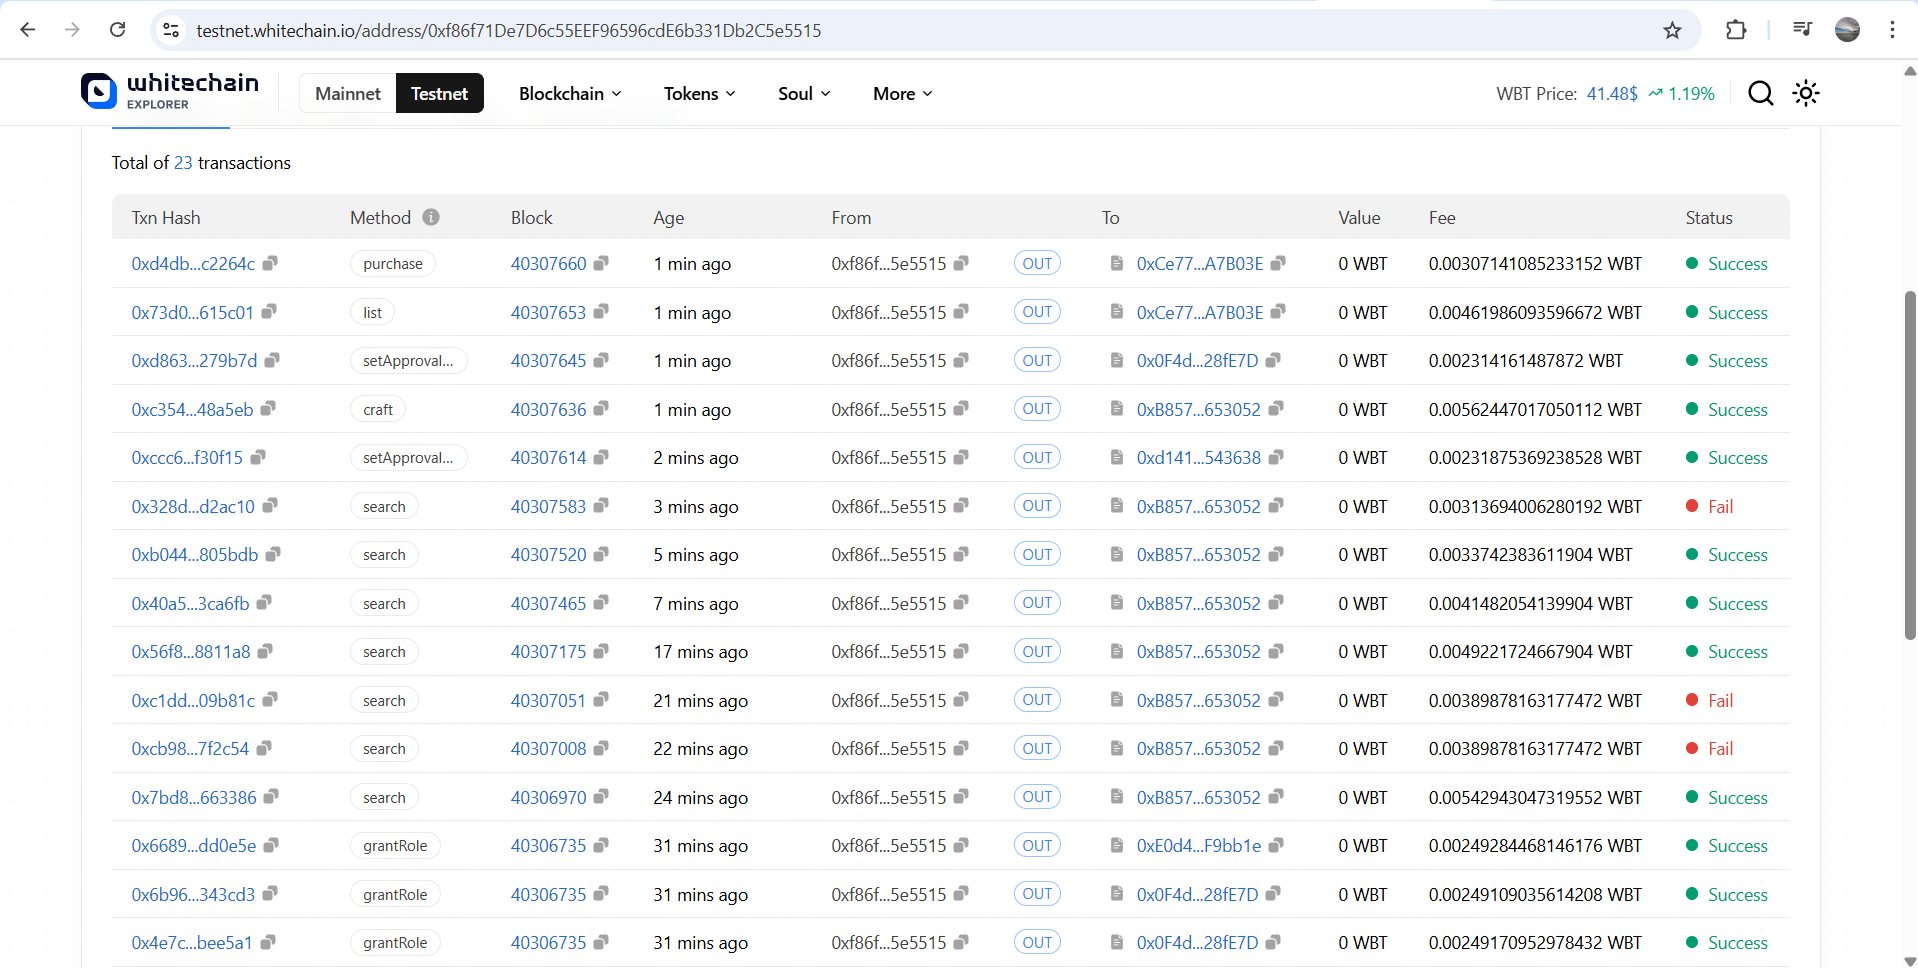 testnet.whitechain.io/address/0xf86f71De7D6c55EEF96596cdE6b331Db2C5e5515
whitechain
EXPLORER
Mainnet Testnet Blockchain Tokens Soul More WBT Price: 41.48$ 1.19%
Total of 23 transactions
Txn Hash Method Block Age From To Value Fee Status
0xd4db...c2264c purchase 40307660 1 min ago 0xf86f...5e5515 OUT 0xCe77...A7B03E 0 WBT 0.00307141085233152 WBT Success
0x73d0...615c01 list 40307653 1 min ago 0xf86f...5e5515 OUT 0xCe77...A7B03E 0 WBT 0.00461986093596672 WBT Success
0xd863...279b7d setApproval... 40307645 1 min ago 0xf86f...5e5515 OUT 0x0F4d...28fE7D 0 WBT 0.002314161487872 WBT Success
0xc354...48a5eb craft 40307636 1 min ago 0xf86f...5e5515 OUT 0xB857...653052 0 WBT 0.00562447017050112 WBT Success
0xccc6...f30f15 setApproval... 40307614 2 mins ago 0xf86f...5e5515 OUT 0xd141...543638 0 WBT 0.00231875369238528 WBT Success
0x328d...d2ac10 search 40307583 3 mins ago 0xf86f...5e5515 OUT 0xB857...653052 0 WBT 0.00313694006280192 WBT Fail
0xb044...805bdb search 40307520 5 mins ago 0xf86f...5e5515 OUT 0xB857...653052 0 WBT 0.0033742383611904 WBT Success
0x40a5...3ca6fb search 40307465 7 mins ago 0xf86f...5e5515 OUT 0xB857...653052 0 WBT 0.0041482054139904 WBT Success
0x56f8...8811a8 search 40307175 17 mins ago 0xf86f...5e5515 OUT 0xB857...653052 0 WBT 0.0049221724667904 WBT Success
0xc1dd...09b81c search 40307051 21 mins ago 0xf86f...5e5515 OUT 0xB857...653052 0 WBT 0.00389878163177472 WBT Fail
0xcb98...7f2c54 search 40307008 22 mins ago 0xf86f...5e5515 OUT 0xB857...653052 0 WBT 0.00389878163177472 WBT Fail
0x7bd8...663386 search 40306970 24 mins ago 0xf86f...5e5515 OUT 0xB857...653052 0 WBT 0.00542943047319552 WBT Success
0x6689...dd0e5e grantRole 40306735 31 mins ago 0xf86f...5e5515 OUT 0xE0d4...F9bb1e 0 WBT 0.00249284468146176 WBT Success
0x6b96...343cd3 grantRole 40306735 31 mins ago 0xf86f...5e5515 OUT 0x0F4d...28fE7D 0 WBT 0.00249109035614208 WBT Success
0x4e7c...bee5a1 grantRole 40306735 31 mins ago 0xf86f...5e5515 OUT 0x0F4d...28fE7D 0 WBT 0.00249170952978432 WBT Success